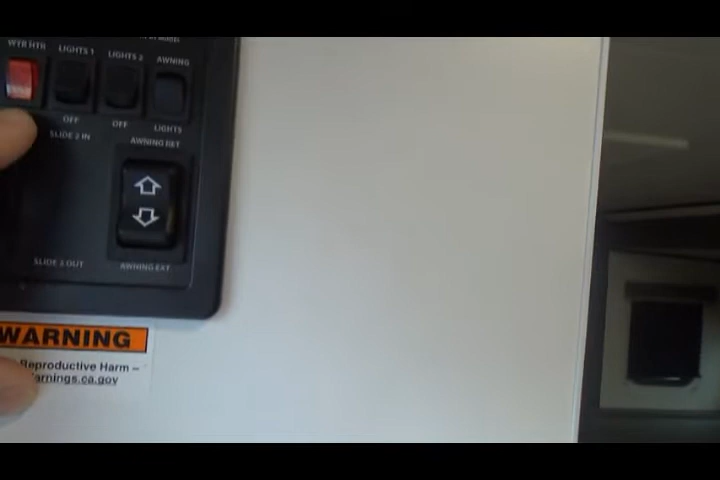 WTR HTR LIGHTS 1 LIGHTS 2 AWNING
OFF OFF LIGHTS
SLIDE 2 IN AWNING RET
SLIDE 2 OUT AWNING EXT
WARNING
Reproductive Harm –
arnings.ca.gov